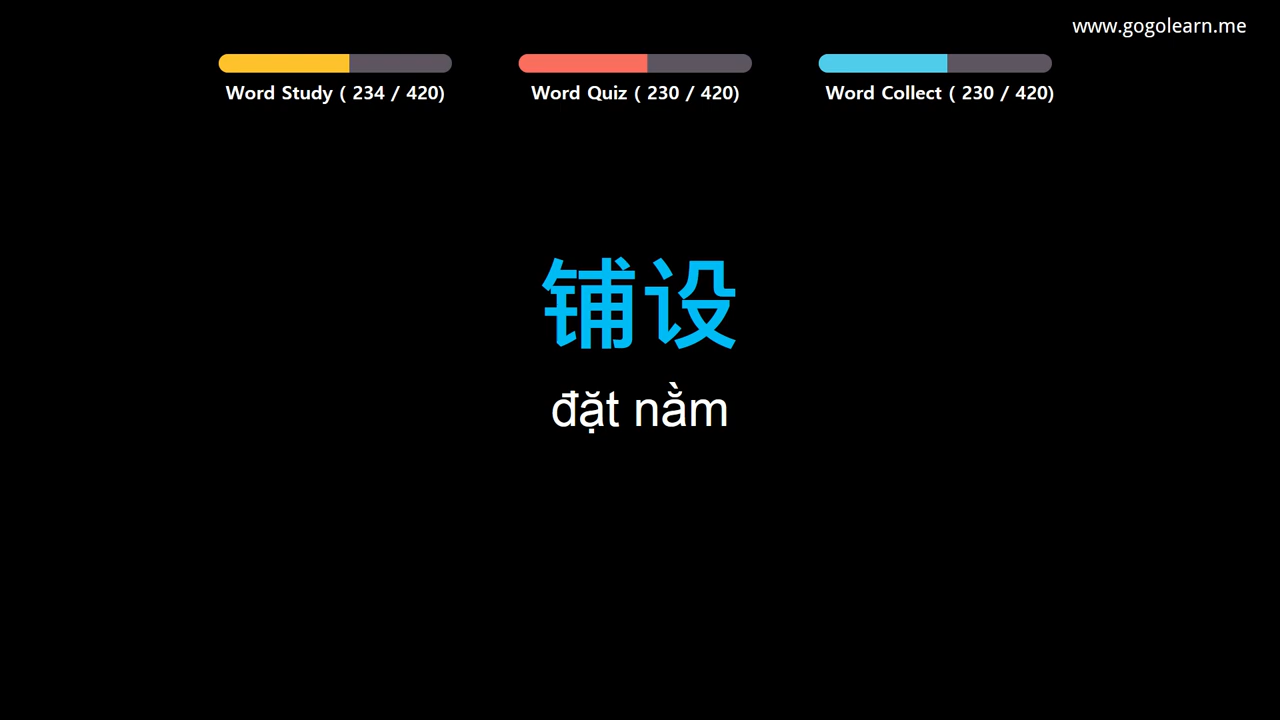 www.gogolearn.me
Word Study ( 234 / 420)
Word Quiz ( 230 / 420)
Word Collect ( 230 / 420)
铺设
đặt nằm